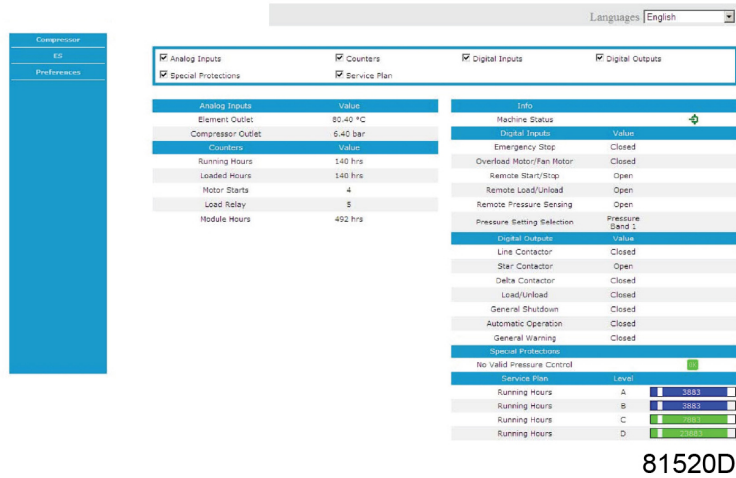 Languages English
Compressor
ES
Preferences
Analog Inputs Counters Digital Inputs Digital Outputs
Special Protections Service Plan
Analog Inputs Value
Element Outlet 80.40 °C
Compressor Outlet 6.40 bar
Counters Value
Running Hours 140 hrs
Loaded Hours 140 hrs
Motor Starts 4
Load Relay 5
Module Hours 492 hrs
Info
Machine Status
Digital Inputs Value
Emergency Stop Closed
Overload Motor/Fan Motor Closed
Remote Start/Stop Open
Remote Load/Unload Open
Remote Pressure Sensing Open
Pressure Setting Selection Pressure
Band 1
Digital Outputs Value
Line Contactor Closed
Star Contactor Open
Delta Contactor Closed
Load/Unload Closed
General Shutdown Closed
Automatic Operation Closed
General Warning Closed
Special Protections
No Valid Pressure Control
Service Plan Level
Running Hours A 3883
Running Hours B 3883
Running Hours C 7883
Running Hours D 23883
81520D